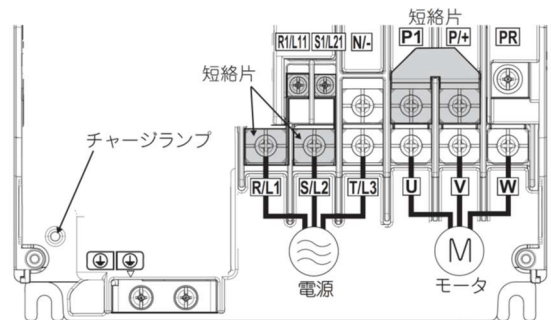 短絡片
R1/L11 S1/L21 N/- P1 P/+ PR
短絡片
チャージランプ
R/L1 S/L2 T/L3 U V W
M
電源 モータ